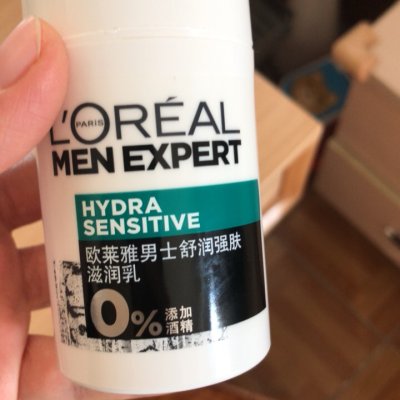 L'ORÉAL
PARIS
MEN EXPERT
HYDRA
SENSITIVE
欧莱雅男士舒润强肤
滋润乳
0%添加
酒精